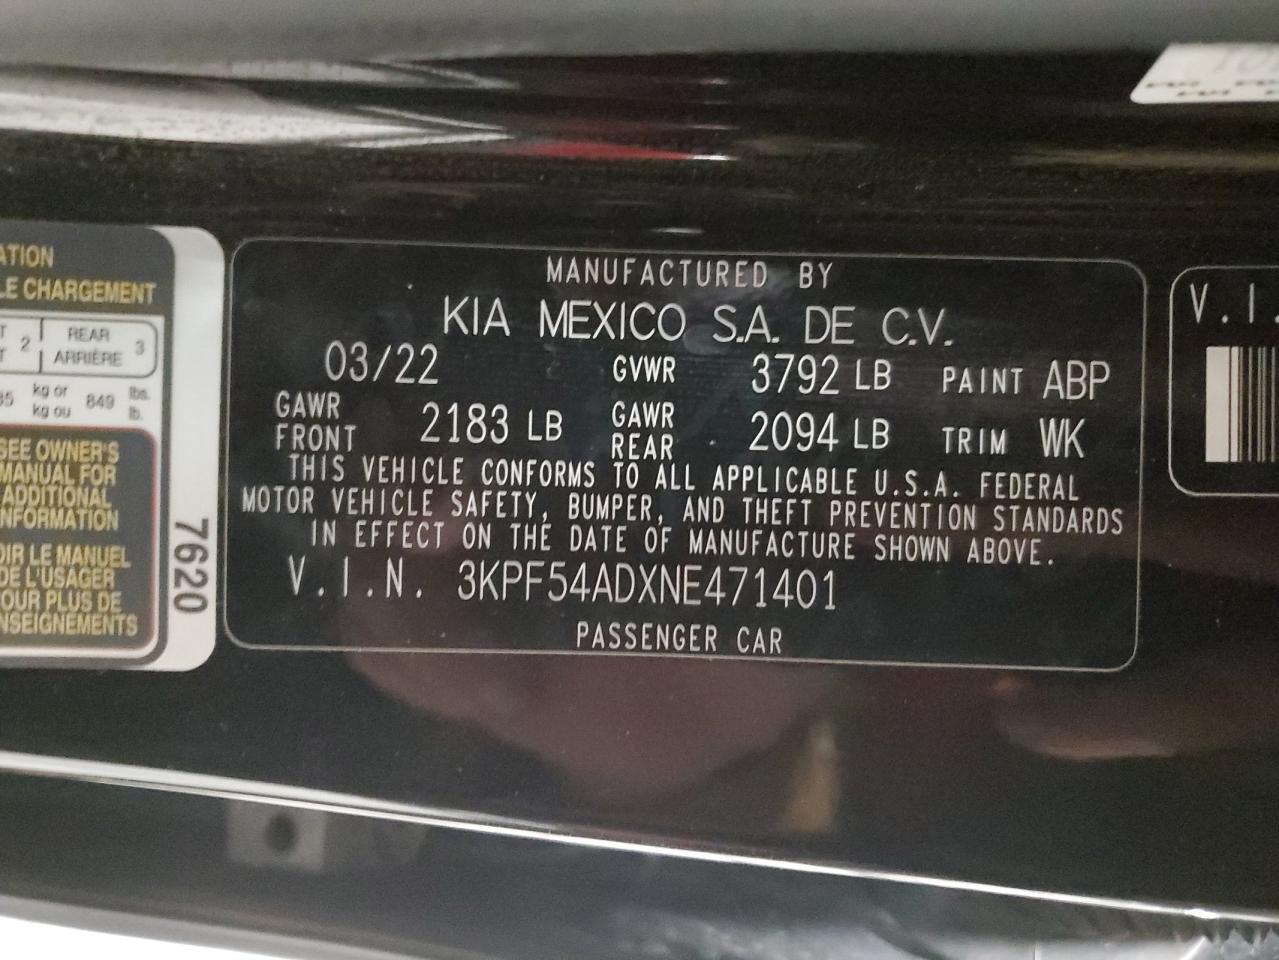 ATION
LE CHARGEMENT
2
REAR
ARRIÈRE
3
kg or
kg ou
849
lbs.
lb.
SEE OWNER'S
MANUAL FOR
ADDITIONAL
INFORMATION
OIR LE MANUEL
DE L'USAGER
OUR PLUS DE
NSEIGNEMENTS
7620
MANUFACTURED BY
KIA MEXICO S.A. DE C.V.
03/22 GVWR 3792 LB PAINT ABP
GAWR FRONT 2183 LB GAWR REAR 2094 LB TRIM WK
THIS VEHICLE CONFORMS TO ALL APPLICABLE U.S.A. FEDERAL
MOTOR VEHICLE SAFETY, BUMPER, AND THEFT PREVENTION STANDARDS
IN EFFECT ON THE DATE OF MANUFACTURE SHOWN ABOVE.
V.I.N. 3KPF54ADXNE471401
PASSENGER CAR
V.I.